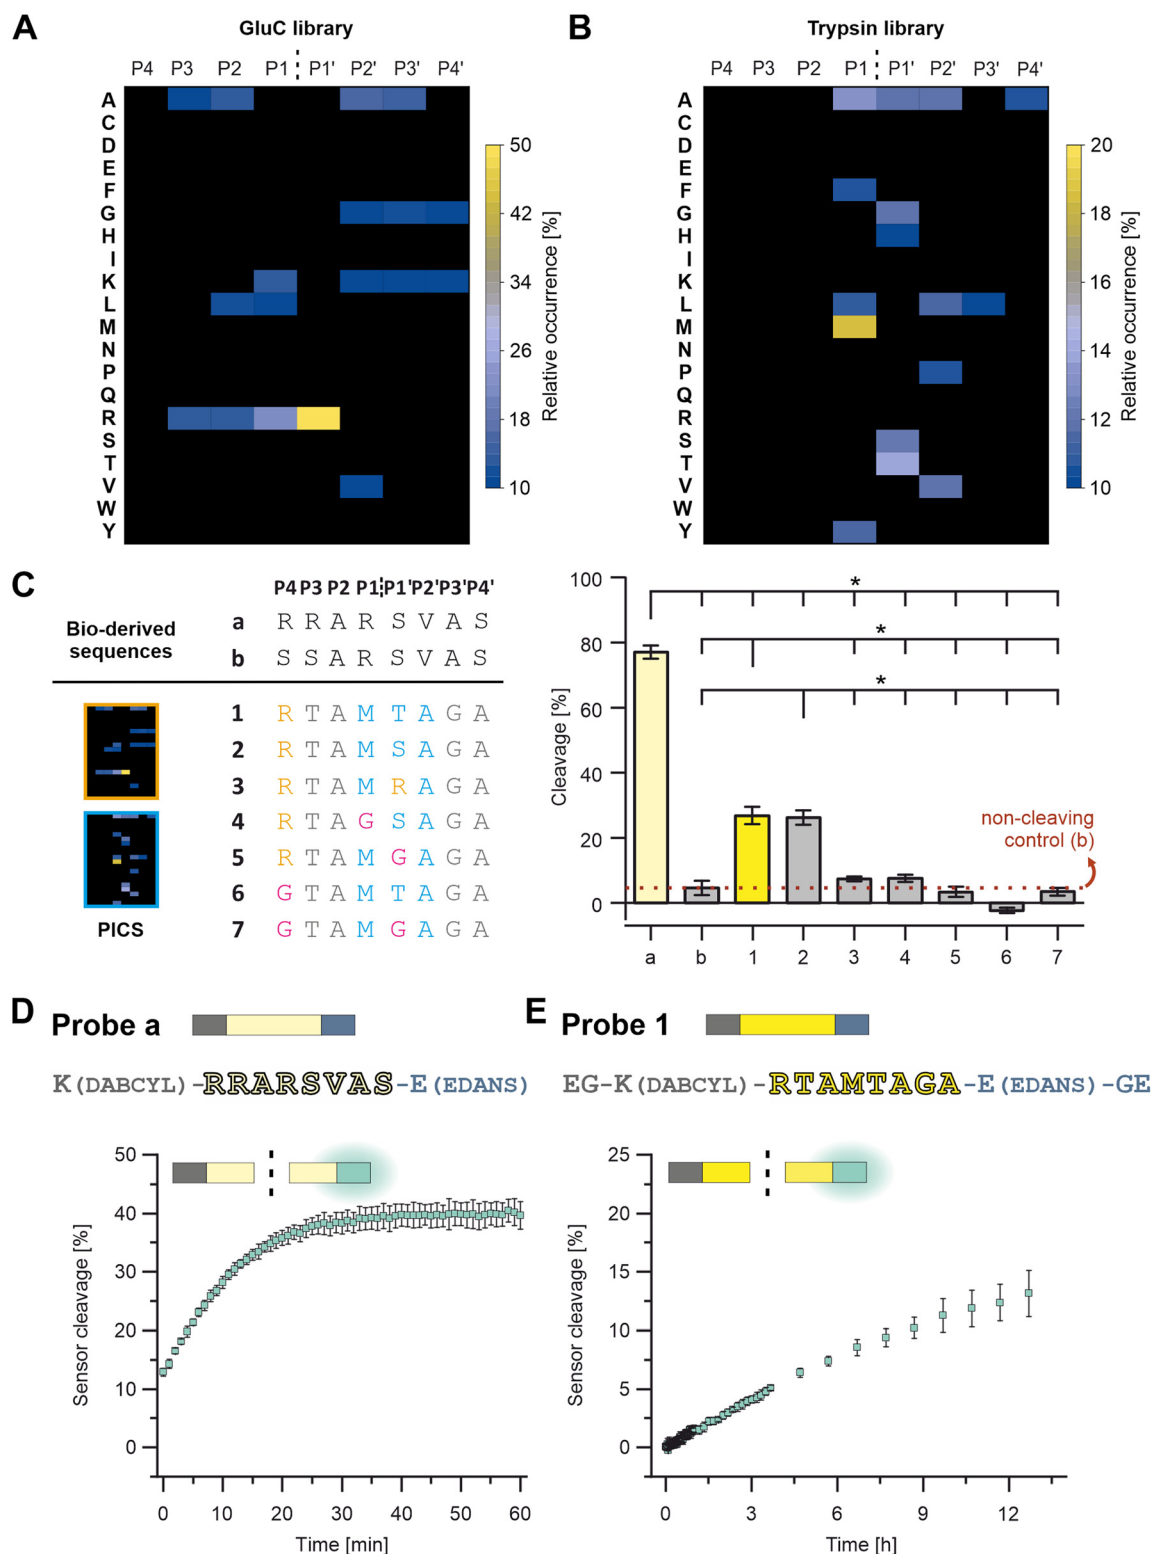 A
GluC library
P4 P3 P2 P1 P1' P2' P3' P4'
A
C
D
E
F
G
H
I
K
L
M
N
P
Q
R
S
T
V
W
Y
50
42
34
26
18
10
Relative occurrence [%]
B
Trypsin library
P4 P3 P2 P1 P1' P2' P3' P4'
A
C
D
E
F
G
H
I
K
L
M
N
P
Q
R
S
T
V
W
Y
20
18
16
14
12
10
Relative occurrence [%]
C
P4 P3 P2 P1 P1' P2' P3' P4'
Bio-derived
sequences
a R R A R S V A S
b S S A R S V A S
1 R T A M T A G A
2 R T A M S A G A
3 R T A M R A G A
4 R T A G S A G A
5 R T A M G A G A
6 G T A M T A G A
7 G T A M G A G A
PICS
Cleavage [%]
100
80
60
40
20
0
*
*
*
non-cleaving
control (b)
a b 1 2 3 4 5 6 7
D
Probe a
K(DABCYL)-RRARSVAS-E(EDANS)
Sensor cleavage [%]
50
40
30
20
10
0
0 10 20 30 40 50 60
Time [min]
E
Probe 1
EG-K(DABCYL)-RTAMTAGA-E(EDANS)-GE
Sensor cleavage [%]
25
20
15
10
5
0
0 3 6 9 12
Time [h]